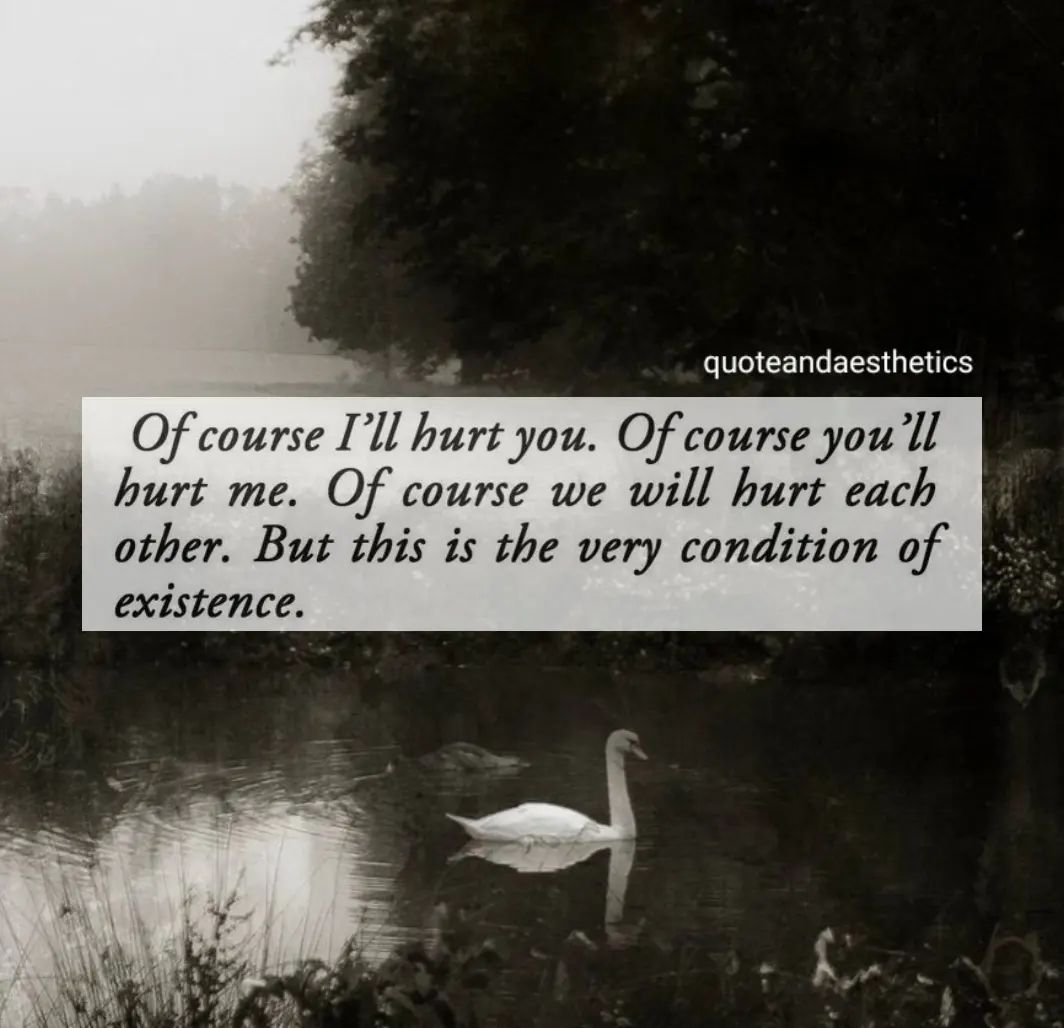 quoteandaesthetics
Of course I’ll hurt you. Of course you’ll
hurt me. Of course we will hurt each
other. But this is the very condition of
existence.